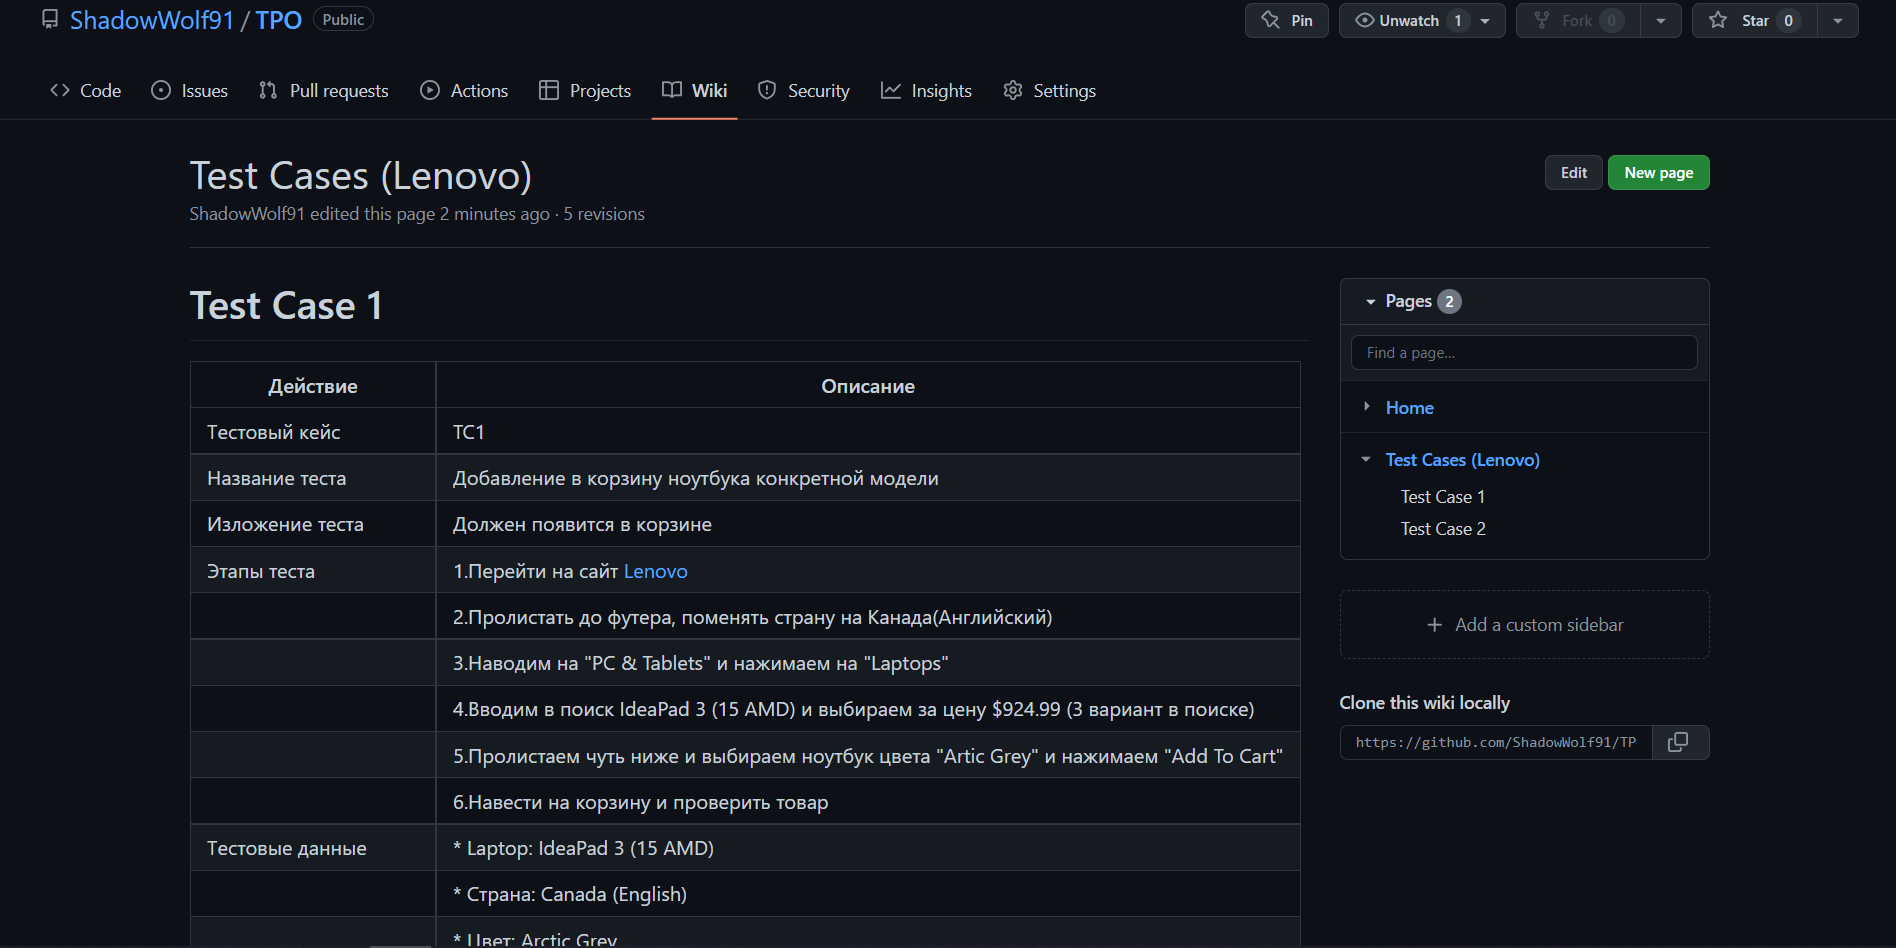 ShadowWolf91 / TPO Public
Pin Unwatch 1 Fork 0 Star 0
Code Issues Pull requests Actions Projects Wiki Security Insights Settings
Test Cases (Lenovo)
Edit New page
ShadowWolf91 edited this page 2 minutes ago · 5 revisions
Test Case 1
Действие Описание
Тестовый кейс TC1
Название теста Добавление в корзину ноутбука конкретной модели
Изложение теста Должен появится в корзине
Этапы теста 1.Перейти на сайт Lenovo
2.Пролистать до футера, поменять страну на Канада(Английский)
3.Наводим на "PC & Tablets" и нажимаем на "Laptops"
4.Вводим в поиск IdeaPad 3 (15 AMD) и выбираем за цену $924.99 (3 вариант в поиске)
5.Пролистаем чуть ниже и выбираем ноутбук цвета "Artic Grey" и нажимаем "Add To Cart"
6.Навести на корзину и проверить товар
Тестовые данные * Laptop: IdeaPad 3 (15 AMD)
* Страна: Canada (English)
* Цвет: Arctic Grey
Pages 2
Find a page...
Home
Test Cases (Lenovo)
Test Case 1
Test Case 2
+ Add a custom sidebar
Clone this wiki locally
https://github.com/ShadowWolf91/TP